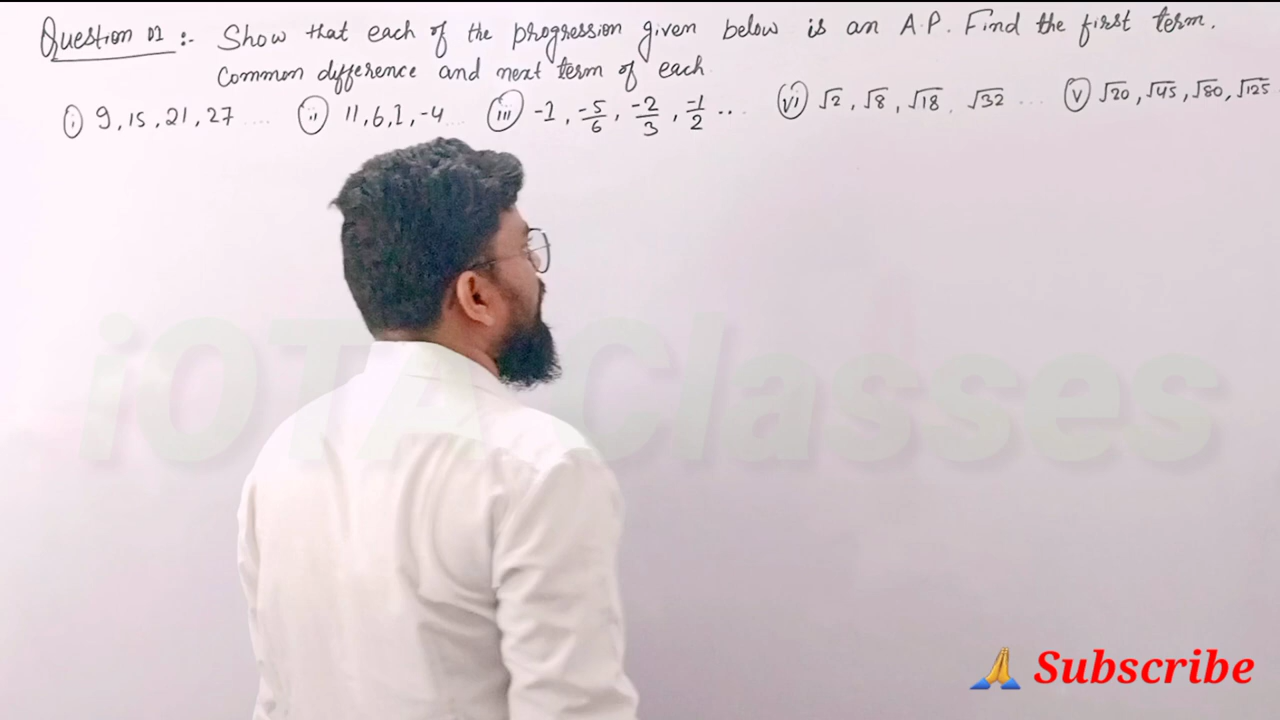 Question 01 :- Show that each of the progression given below is an A.P. Find the first term.
Common difference and next term of each
(i) 9, 15, 21, 27 .... (ii) 11, 6, 1, -4 .... (iii) -1, -5/6, -2/3, -1/2 ... (vi) √2, √8, √18, √32 ... (v) √20, √45, √80, √125
iOTA Classes
🙏 Subscribe